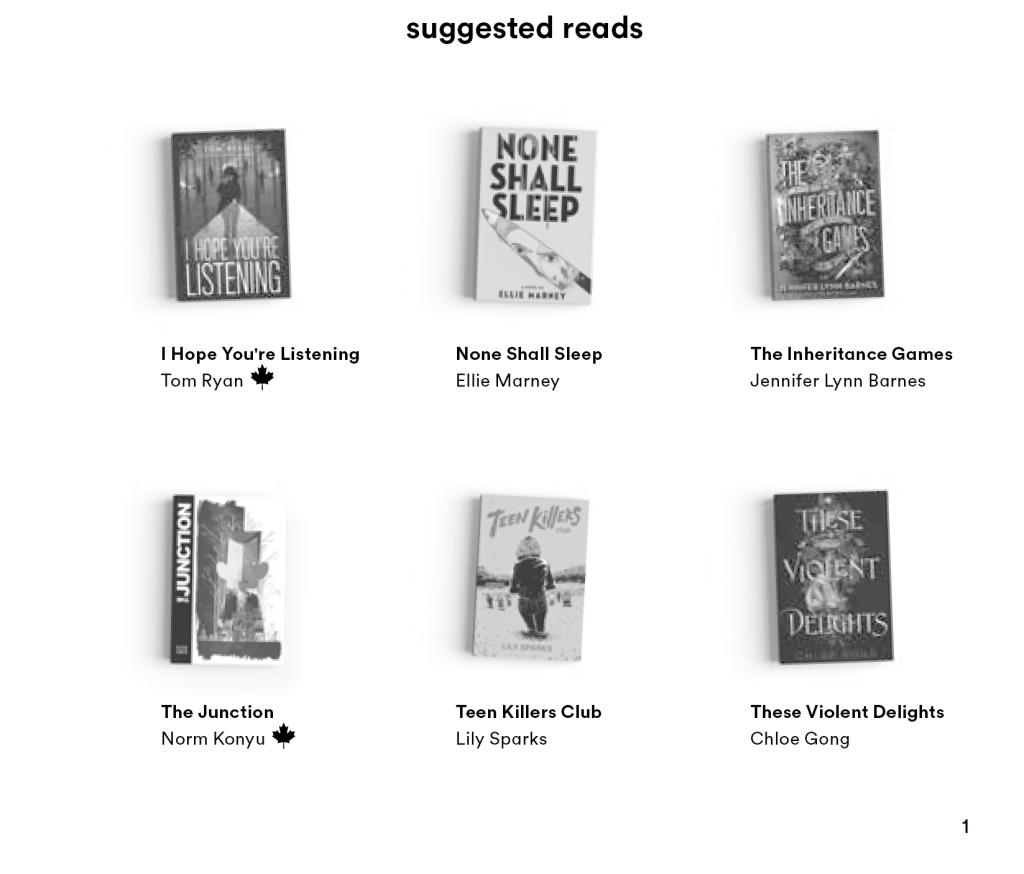 suggested reads
I HOPE YOU'RE
LISTENING
NONE
SHALL
SLEEP
A NOVEL BY
ELLIE MARNEY
THE
INHERITANCE
GAMES
JENNIFER LYNN BARNES
I Hope You're Listening
Tom Ryan
None Shall Sleep
Ellie Marney
The Inheritance Games
Jennifer Lynn Barnes
THE JUNCTION
TEEN KILLERS
CLUB
LILY SPARKS
THESE
VIOLENT
DELIGHTS
CHLOE GONG
The Junction
Norm Konyu
Teen Killers Club
Lily Sparks
These Violent Delights
Chloe Gong
1